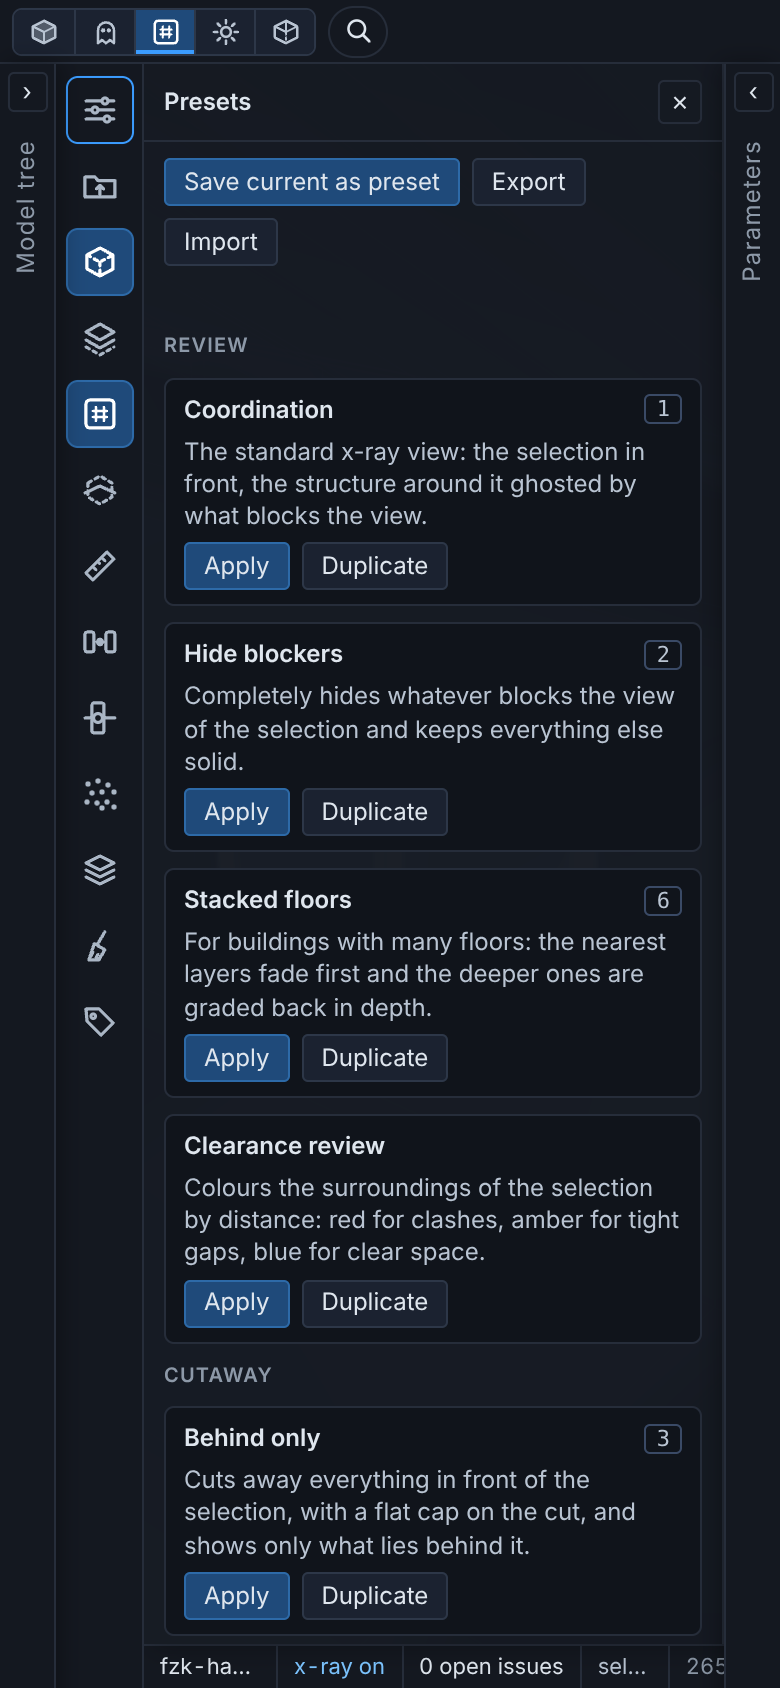 Presets
Model tree
Parameters
Save current as preset
Export
Import
REVIEW
Coordination
1
The standard x-ray view: the selection in
front, the structure around it ghosted by
what blocks the view.
Apply
Duplicate
Hide blockers
2
Completely hides whatever blocks the view
of the selection and keeps everything else
solid.
Apply
Duplicate
Stacked floors
6
For buildings with many floors: the nearest
layers fade first and the deeper ones are
graded back in depth.
Apply
Duplicate
Clearance review
Colours the surroundings of the selection
by distance: red for clashes, amber for tight
gaps, blue for clear space.
Apply
Duplicate
CUTAWAY
Behind only
3
Cuts away everything in front of the
selection, with a flat cap on the cut, and
shows only what lies behind it.
Apply
Duplicate
fzk-ha...
x-ray on
0 open issues
sel...
265